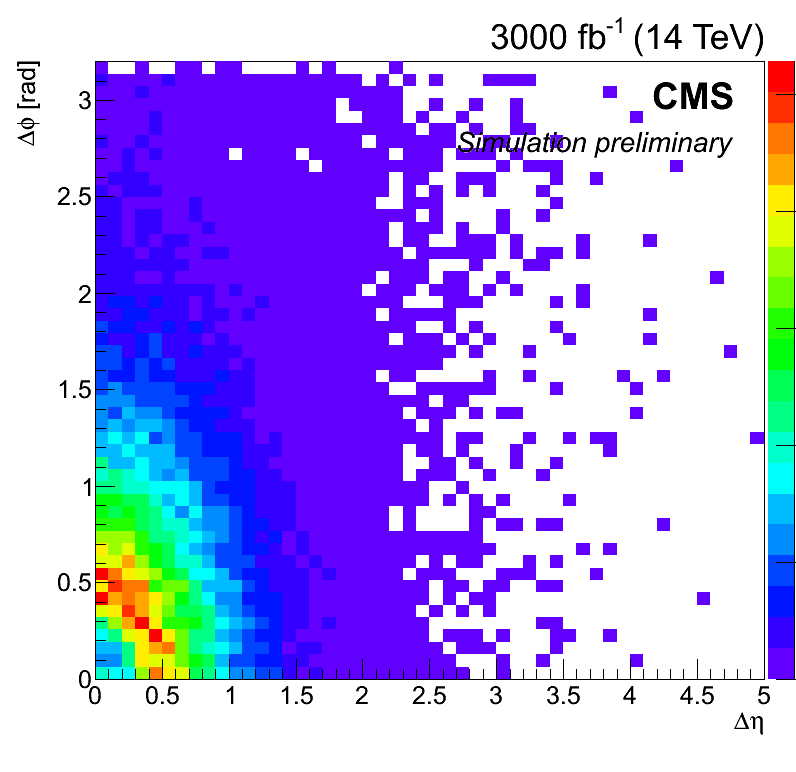 3000 fb-1 (14 TeV)
Δϕ [rad]
CMS
Simulation preliminary
3
2.5
2
1.5
1
0.5
0
0 0.5 1 1.5 2 2.5 3 3.5 4 4.5 5
Δη